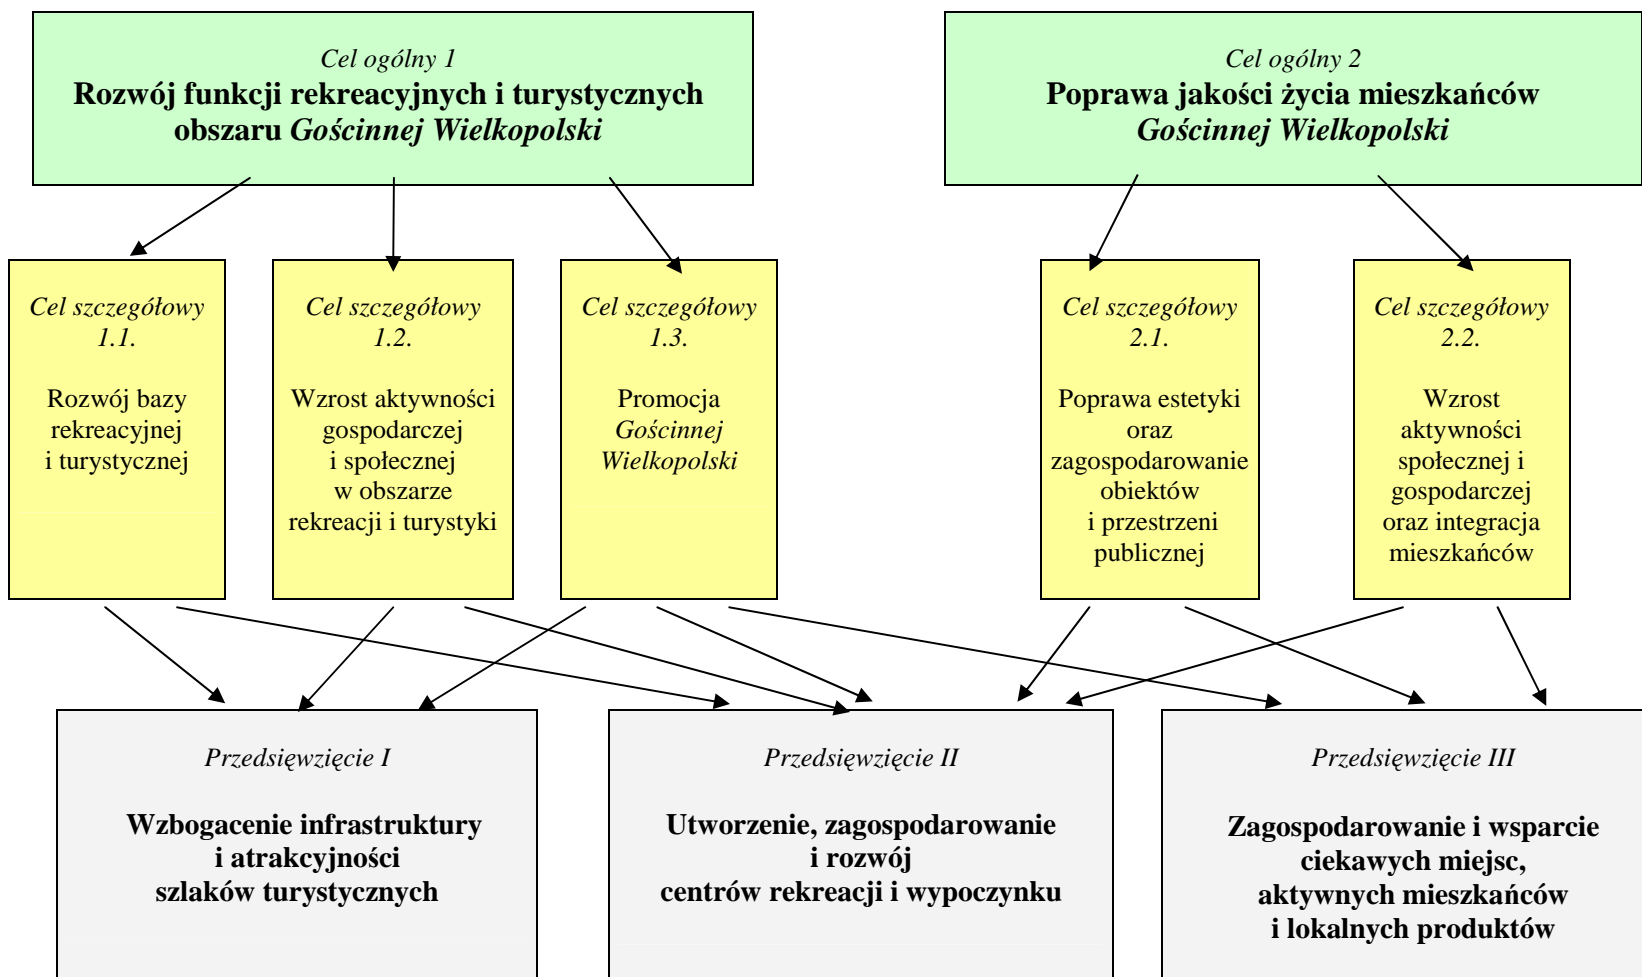 Cel ogólny 1
Rozwój funkcji rekreacyjnych i turystycznych
obszaru Gościnnej Wielkopolski
Cel ogólny 2
Poprawa jakości życia mieszkańców
Gościnnej Wielkopolski
Cel szczegółowy
1.1.
Rozwój bazy
rekreacyjnej
i turystycznej
Cel szczegółowy
1.2.
Wzrost aktywności
gospodarczej
i społecznej
w obszarze
rekreacji i turystyki
Cel szczegółowy
1.3.
Promocja
Gościnnej
Wielkopolski
Cel szczegółowy
2.1.
Poprawa estetyki
oraz
zagospodarowanie
obiektów
i przestrzeni
publicznej
Cel szczegółowy
2.2.
Wzrost
aktywności
społecznej i
gospodarczej
oraz integracja
mieszkańców
Przedsięwzięcie I
Wzbogacenie infrastruktury
i atrakcyjności
szlaków turystycznych
Przedsięwzięcie II
Utworzenie, zagospodarowanie
i rozwój
centrów rekreacji i wypoczynku
Przedsięwzięcie III
Zagospodarowanie i wsparcie
ciekawych miejsc,
aktywnych mieszkańców
i lokalnych produktów